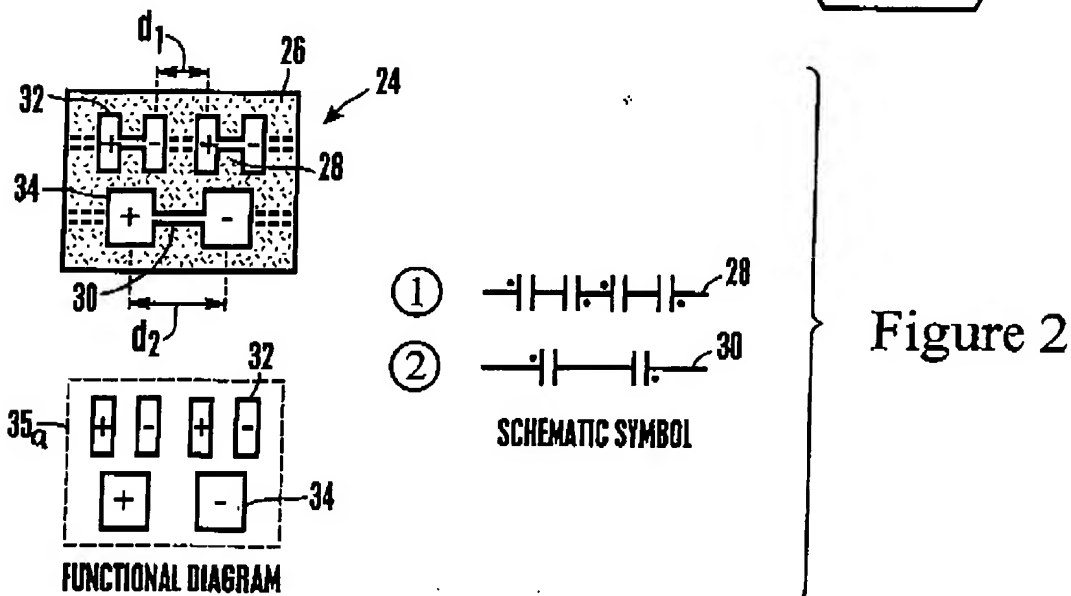 d1
26
32
24
+ - + -
28
34
+ -
30
d2
① 28
② 30
SCHEMATIC SYMBOL
32
35a
+ - + -
+ -
34
FUNCTIONAL DIAGRAM
Figure 2